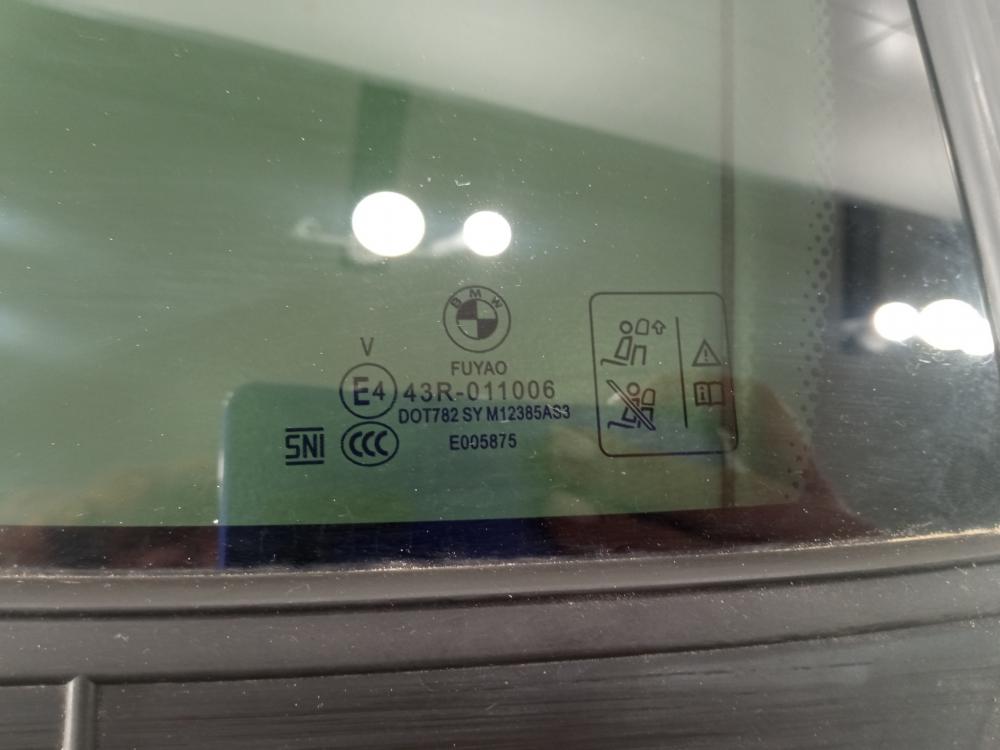 BMW
FUYAO
V
E4 43R-011006
DOT782 SY M12385AS3
SNI CCC E005875